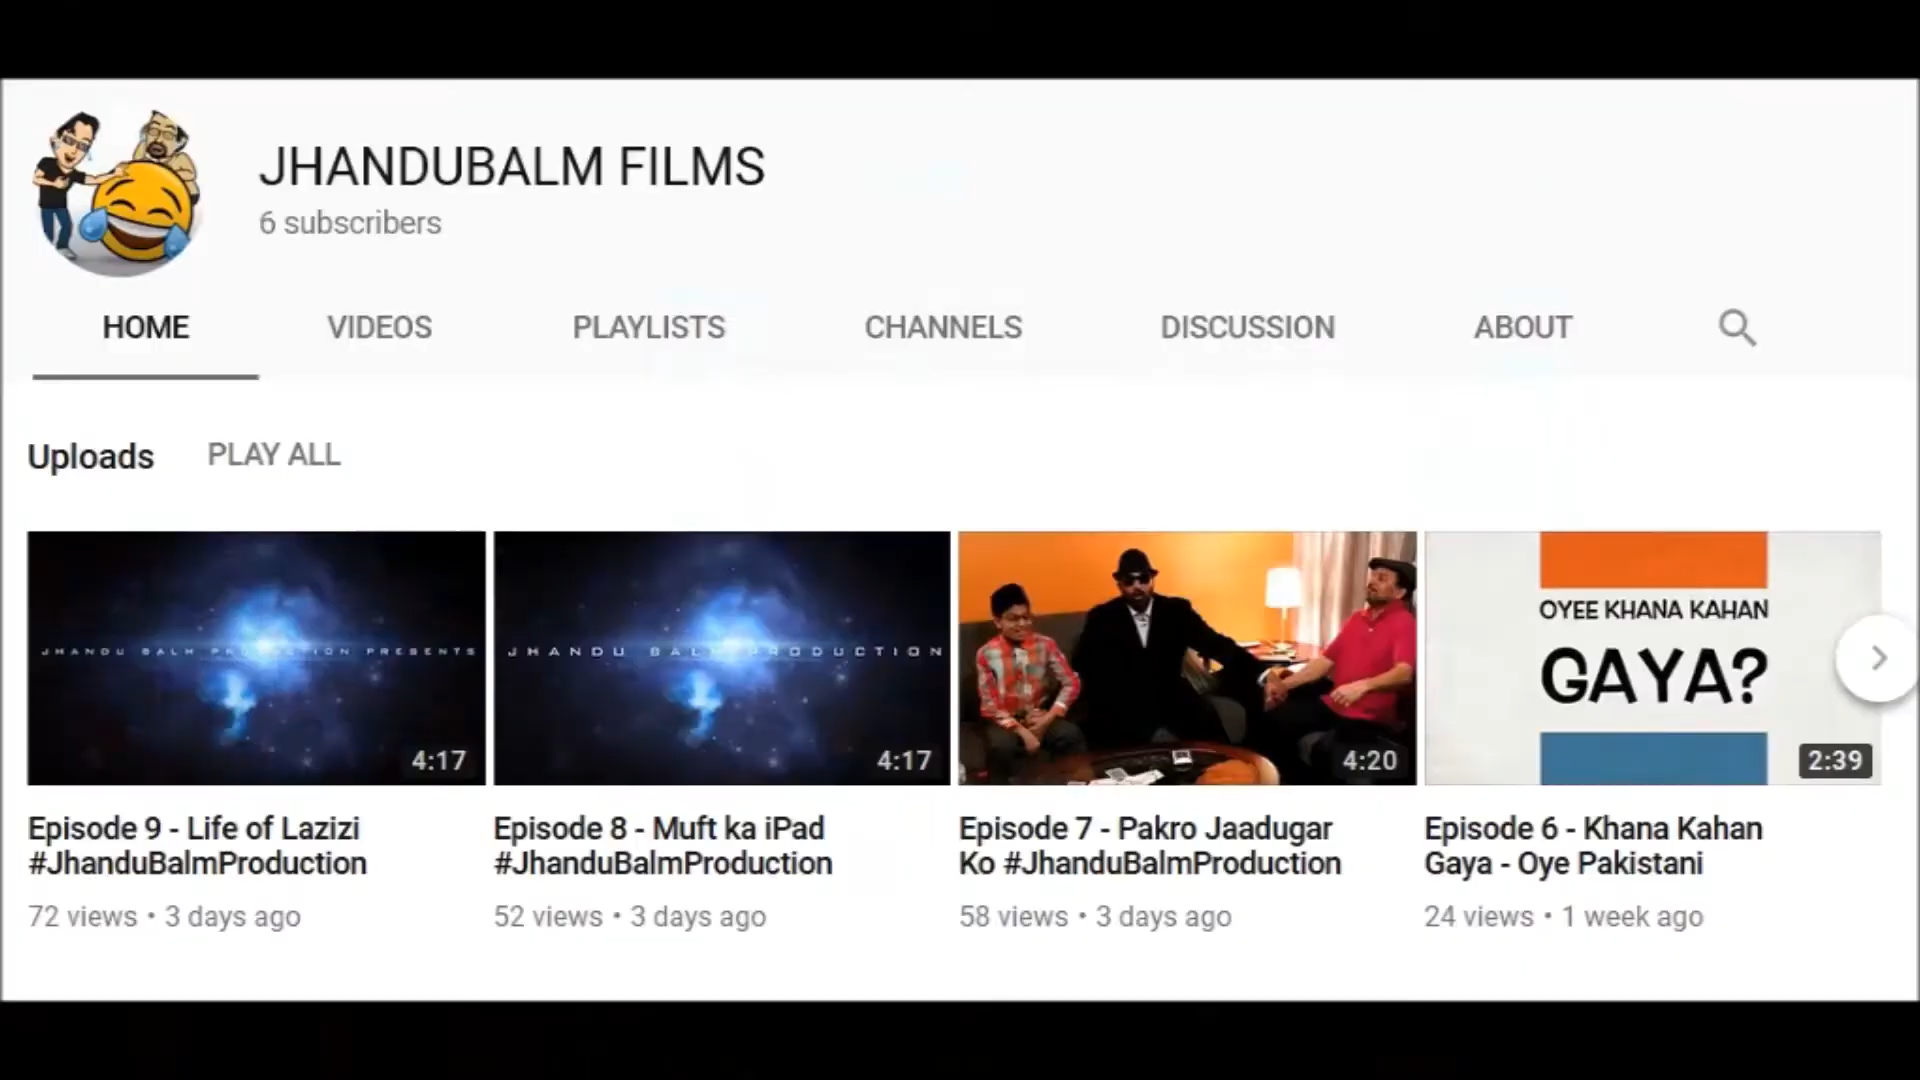 JHANDUBALM FILMS
6 subscribers
HOME VIDEOS PLAYLISTS CHANNELS DISCUSSION ABOUT
Uploads PLAY ALL
JHANDU BALM PRODUCTION PRESENTS
4:17
JHANDU BALM PRODUCTION
4:17
4:20
OYEE KHANA KAHAN
GAYA?
2:39
Episode 9 - Life of Lazizi
#JhanduBalmProduction
72 views • 3 days ago
Episode 8 - Muft ka iPad
#JhanduBalmProduction
52 views • 3 days ago
Episode 7 - Pakro Jaadugar
Ko #JhanduBalmProduction
58 views • 3 days ago
Episode 6 - Khana Kahan
Gaya - Oye Pakistani
24 views • 1 week ago